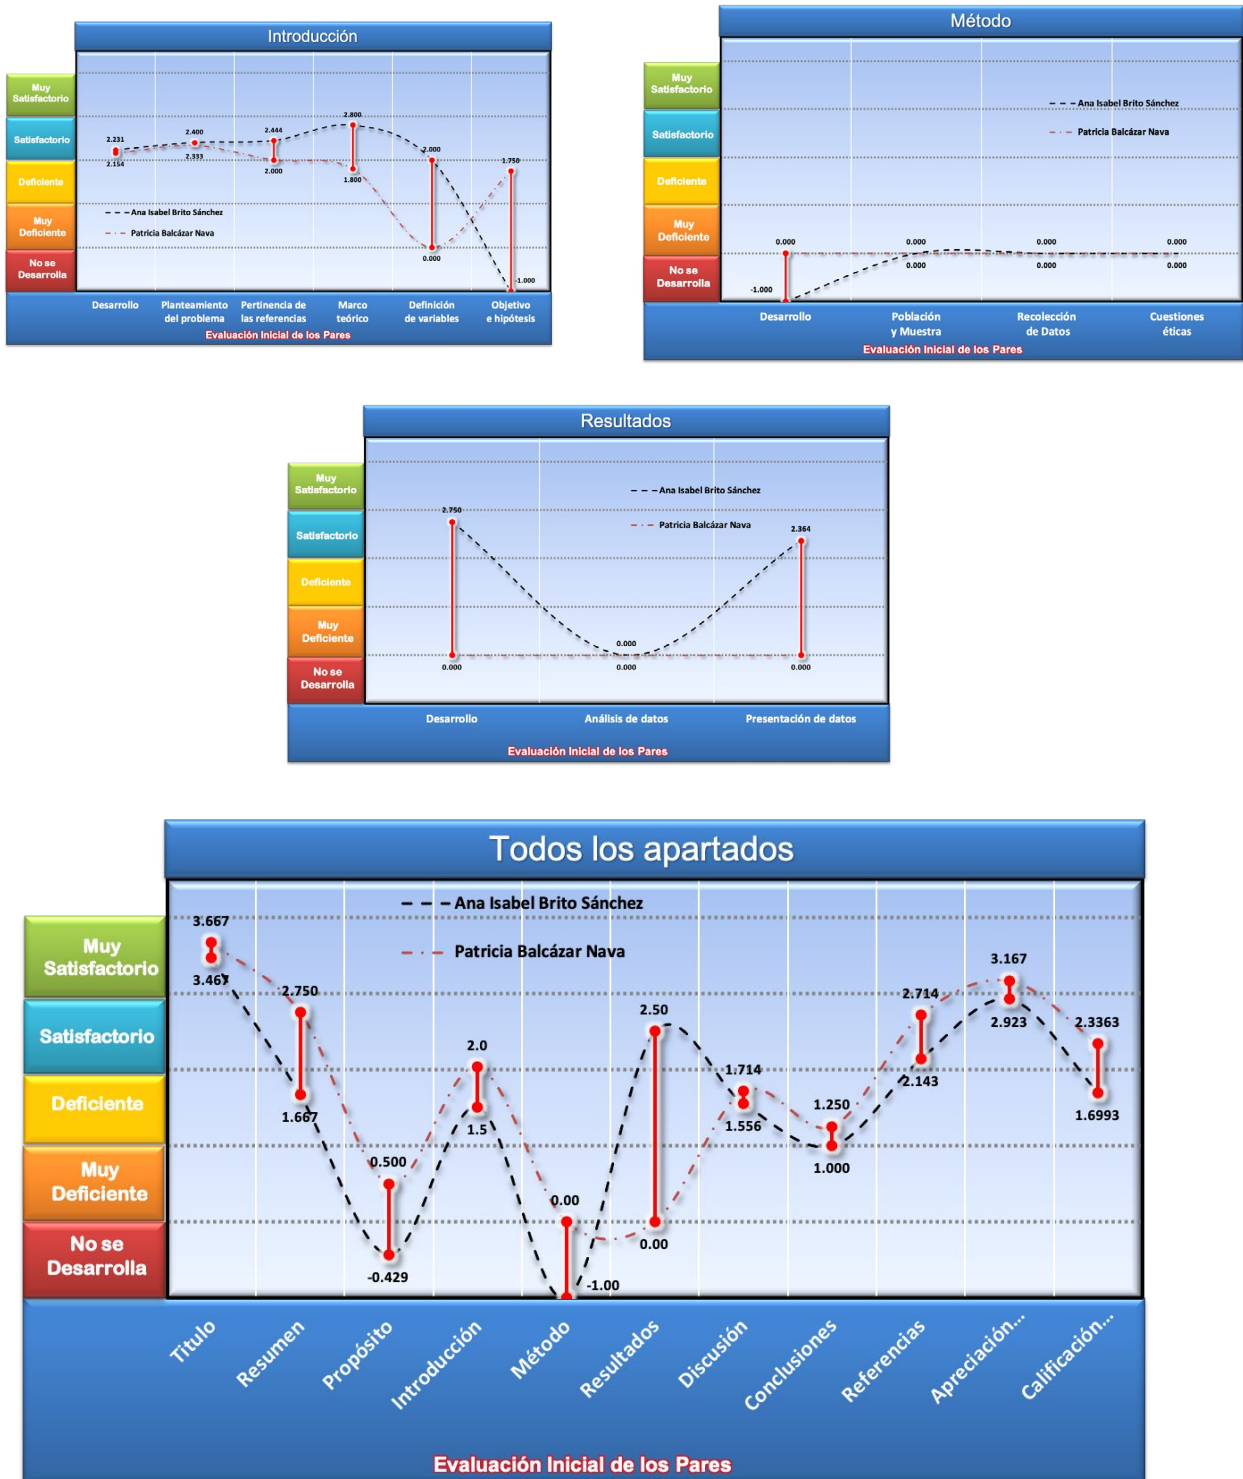 Introducción
Muy
Satisfactorio
Satisfactorio
Deficiente
Muy
Deficiente
No se
Desarrolla
2.231
2.154
2.400
2.333
2.444
2.000
2.800
1.800
2.000
0.000
1.750
-1.000
Ana Isabel Brito Sánchez
Patricia Balcázar Nava
Desarrollo
Planteamiento
del problema
Pertinencia de
las referencias
Marco
teórico
Definición
de variables
Objetivo
e hipótesis
Evaluación Inicial de los Pares
Método
Muy
Satisfactorio
Satisfactorio
Deficiente
Muy
Deficiente
No se
Desarrolla
Ana Isabel Brito Sánchez
Patricia Balcázar Nava
0.000
-1.000
0.000
0.000
0.000
0.000
0.000
0.000
Desarrollo
Población
y Muestra
Recolección
de Datos
Cuestiones
éticas
Evaluación Inicial de los Pares
Resultados
Muy
Satisfactorio
Satisfactorio
Deficiente
Muy
Deficiente
No se
Desarrolla
Ana Isabel Brito Sánchez
Patricia Balcázar Nava
2.750
0.000
0.000
0.000
2.364
0.000
Desarrollo
Análisis de datos
Presentación de datos
Evaluación Inicial de los Pares
Todos los apartados
Muy
Satisfactorio
Satisfactorio
Deficiente
Muy
Deficiente
No se
Desarrolla
Ana Isabel Brito Sánchez
Patricia Balcázar Nava
3.667
3.467
2.750
1.667
0.500
-0.429
2.0
1.5
0.00
-1.00
2.50
0.00
1.714
1.556
1.250
1.000
2.714
2.143
3.167
2.923
2.3363
1.6993
Titulo
Resumen
Propósito
Introducción
Método
Resultados
Discusión
Conclusiones
Referencias
Apreciación...
Calificación...
Evaluación Inicial de los Pares